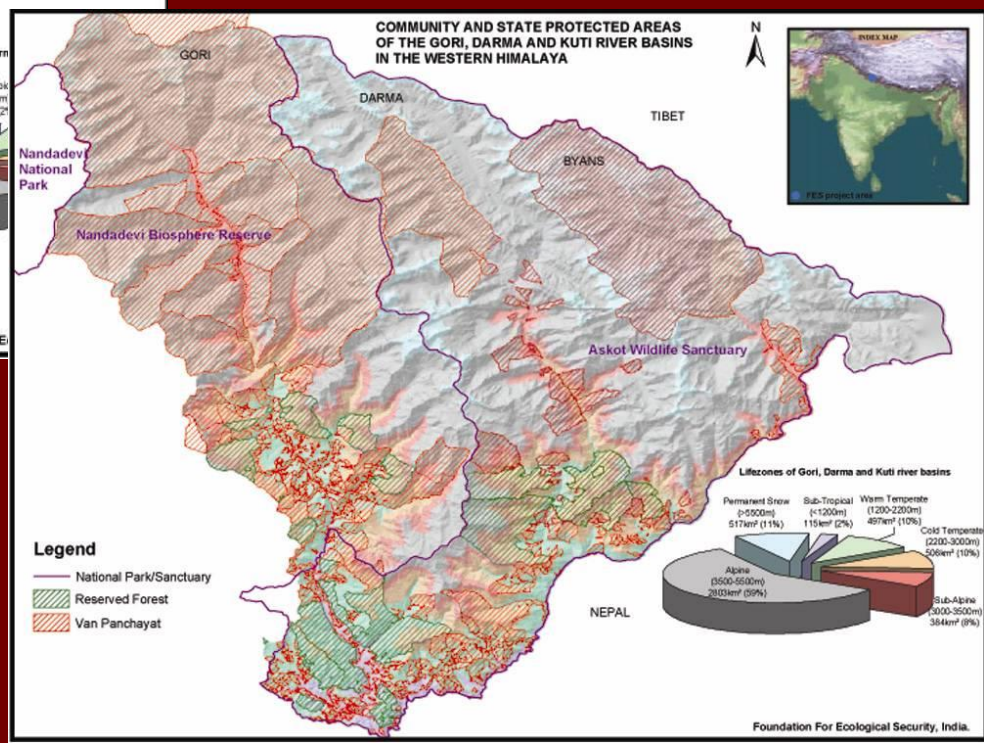 COMMUNITY AND STATE PROTECTED AREAS
OF THE GORI, DARMA AND KUTI RIVER BASINS
IN THE WESTERN HIMALAYA
N
INDEX MAP
FES project area
GORI
DARMA
TIBET
BYANS
Nandadevi
National
Park
Nandadevi Biosphere Reserve
Askot Wildlife Sanctuary
Lifezones of Gori, Darma and Kuti river basins
Permanent Snow
(>5500m)
517km² (11%)
Sub-Tropical
(<1200m)
115km² (2%)
Warm Temperate
(1200-2200m)
497km² (10%)
Cold Temperate
(2200-3000m)
506km² (10%)
Alpine
(3500-5500m)
2803km² (59%)
Sub-Alpine
(3000-3500m)
384km² (8%)
NEPAL
Legend
National Park/Sanctuary
Reserved Forest
Van Panchayat
Foundation For Ecological Security, India.